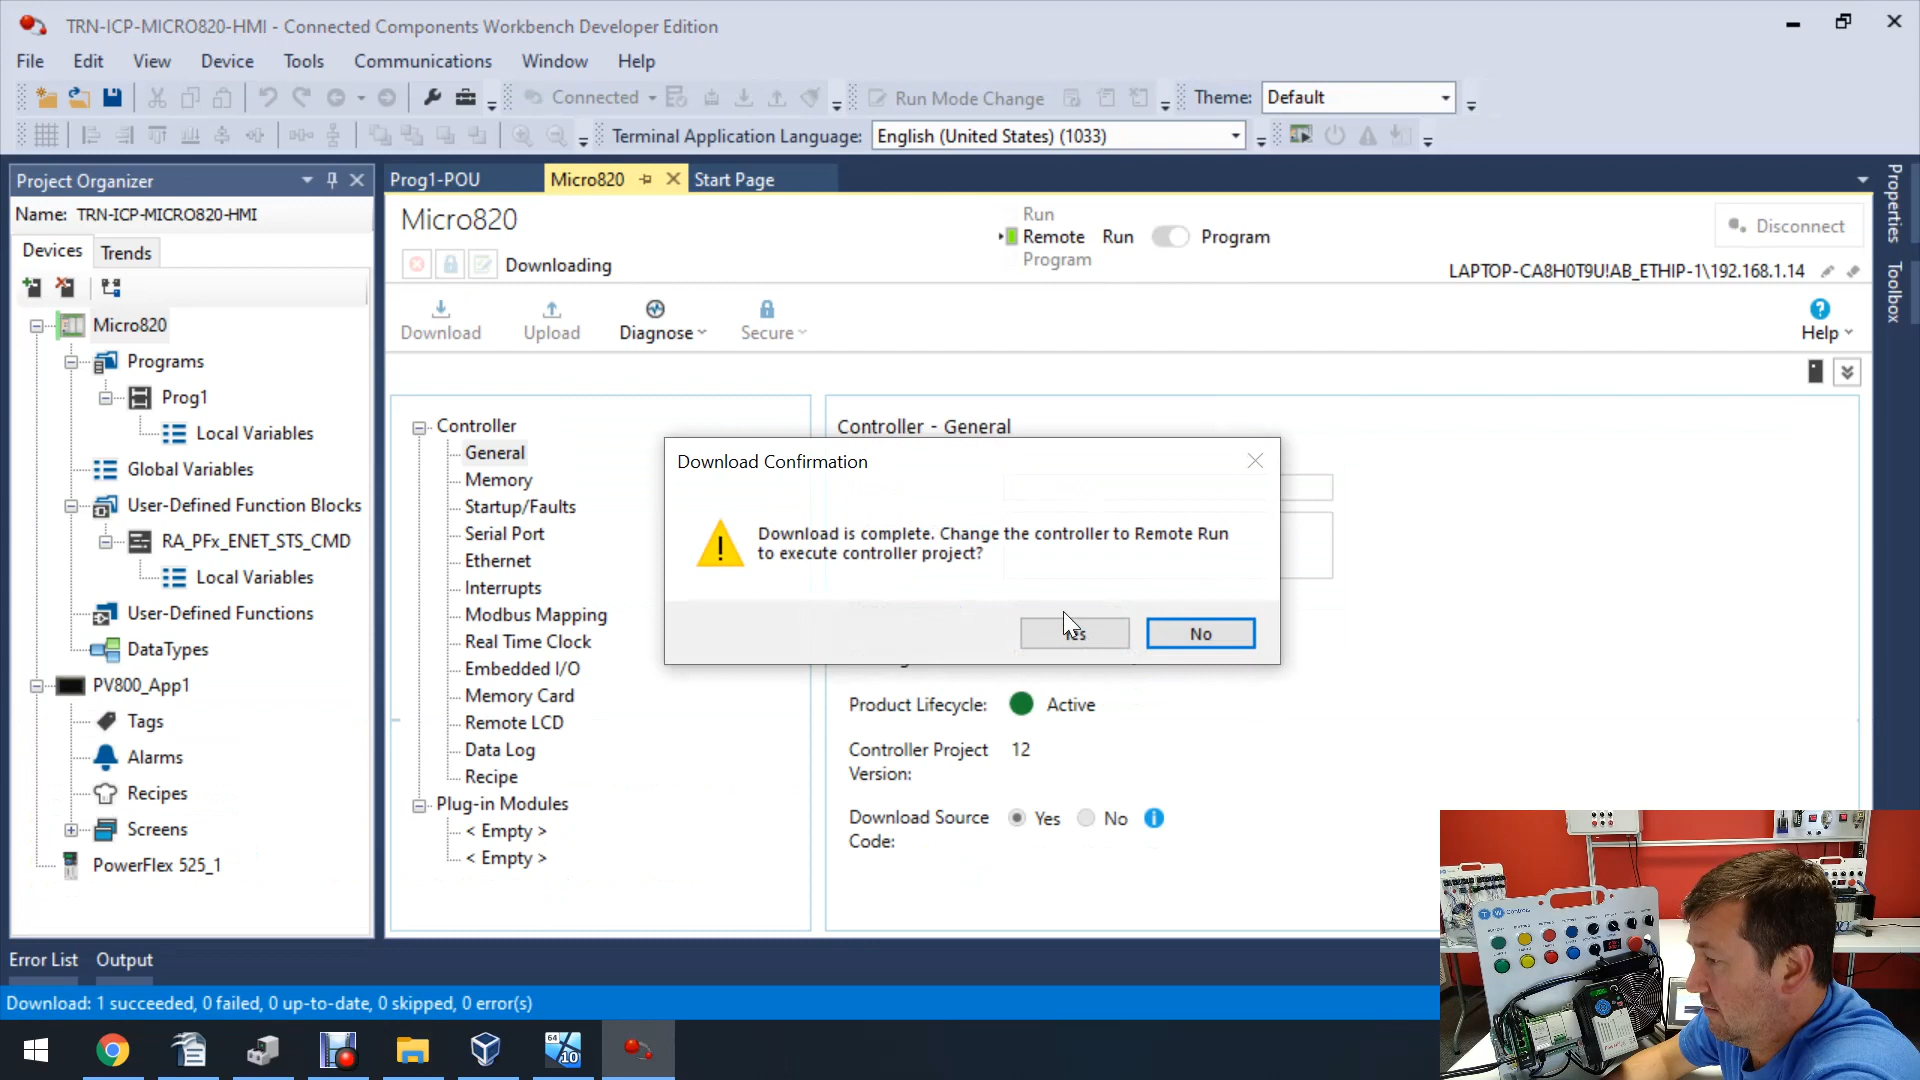 TRN-ICP-MICRO820-HMI - Connected Components Workbench Developer Edition
File Edit View Device Tools Communications Window Help
Connected Run Mode Change Theme: Default
Terminal Application Language: English (United States) (1033)
Project Organizer
Name: TRN-ICP-MICRO820-HMI
Devices Trends
Micro820
Programs
Prog1
Local Variables
Global Variables
User-Defined Function Blocks
RA_PFx_ENET_STS_CMD
Local Variables
User-Defined Functions
DataTypes
PV800_App1
Tags
Alarms
Recipes
Screens
PowerFlex 525_1
Prog1-POU Micro820 Start Page
Micro820
Downloading
Run
Remote Run Program
Program
Disconnect
LAPTOP-CA8H0T9U!AB_ETHIP-1\192.168.1.14
Download Upload Diagnose Secure Help
Controller
General
Memory
Startup/Faults
Serial Port
Ethernet
Interrupts
Modbus Mapping
Real Time Clock
Embedded I/O
Memory Card
Remote LCD
Data Log
Recipe
Plug-in Modules
< Empty >
< Empty >
Controller - General
Download Confirmation
Download is complete. Change the controller to Remote Run
to execute controller project?
No
Product Lifecycle: Active
Controller Project 12
Version:
Download Source Yes No
Code:
Properties
Toolbox
Error List Output
Download: 1 succeeded, 0 failed, 0 up-to-date, 0 skipped, 0 error(s)
64
10